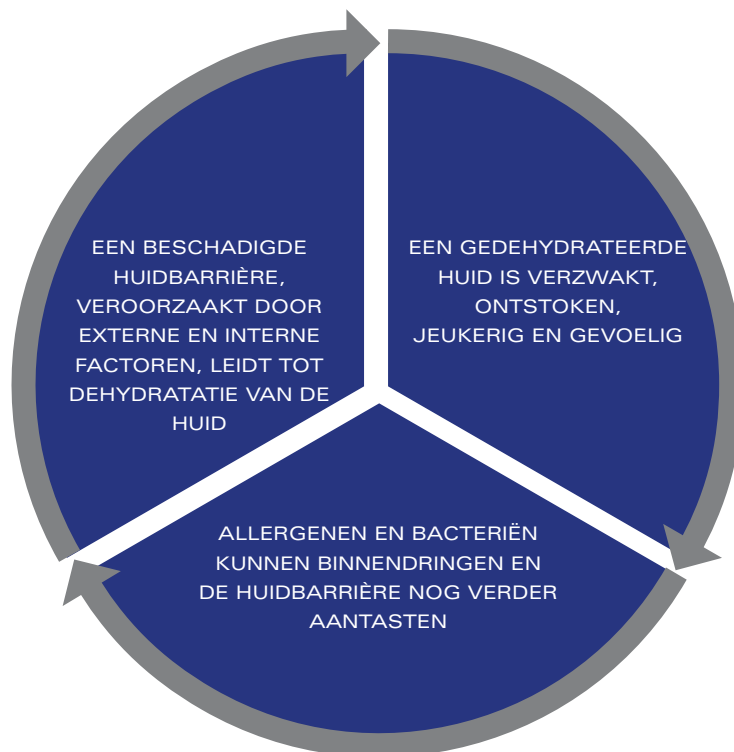 EEN BESCHADIGDE
HUIDBARRIÈRE,
VEROORZAAKT DOOR
EXTERNE EN INTERNE
FACTOREN, LEIDT TOT
DEHYDRATATIE VAN DE
HUID
EEN GEDEHYDRATEERDE
HUID IS VERZWAKT,
ONTSTOKEN,
JEUKERIG EN GEVOELIG
ALLERGENEN EN BACTERIËN
KUNNEN BINNENDRINGEN EN
DE HUIDBARRIÈRE NOG VERDER
AANTASTEN